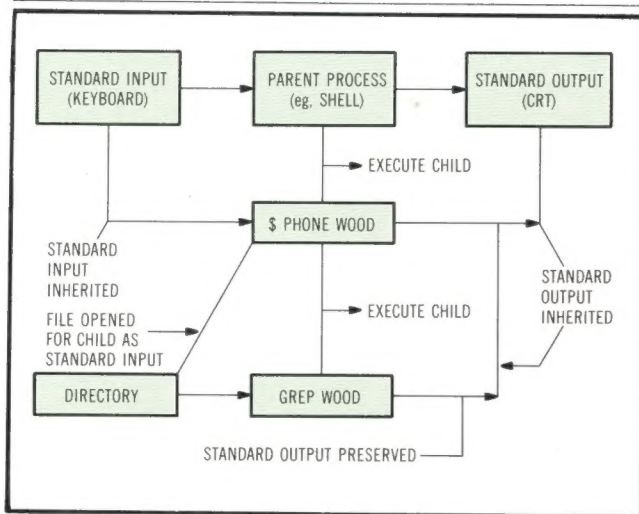 STANDARD INPUT
(KEYBOARD)
PARENT PROCESS
(eg, SHELL)
STANDARD OUTPUT
(CRT)
EXECUTE CHILD
$ PHONE WOOD
STANDARD
INPUT
INHERITED
STANDARD
OUTPUT
INHERITED
FILE OPENED
FOR CHILD AS
STANDARD INPUT
EXECUTE CHILD
DIRECTORY
GREP WOOD
STANDARD OUTPUT PRESERVED